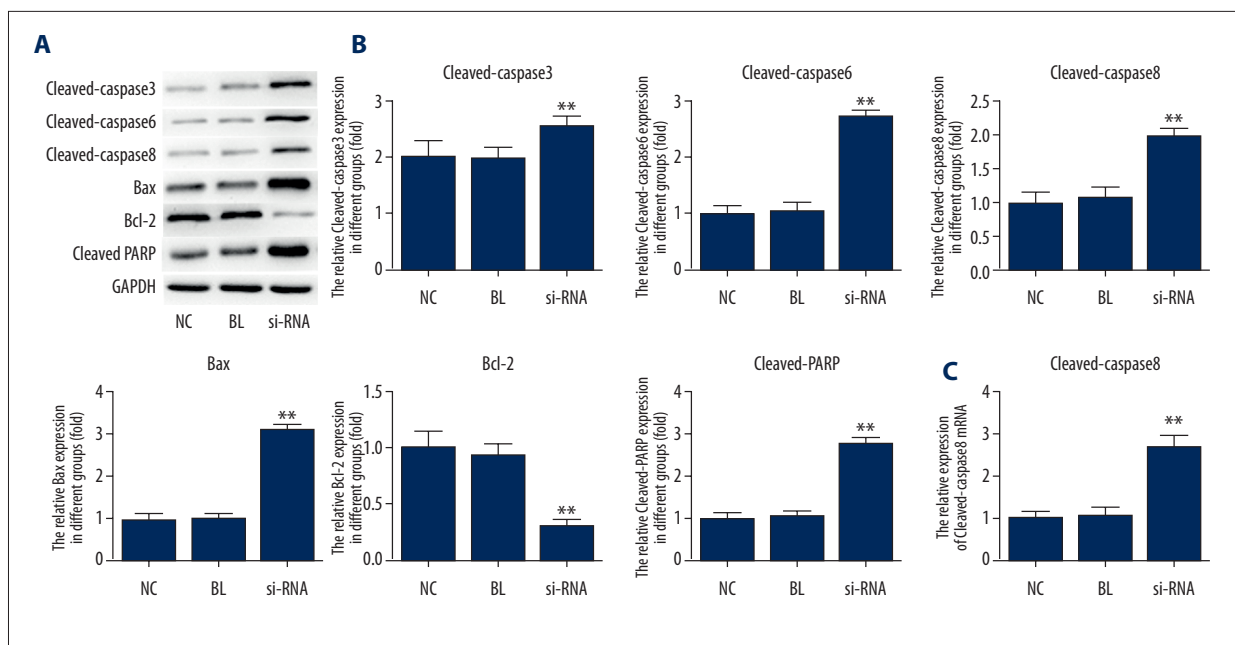 A
Cleaved-caspase3
Cleaved-caspase6
Cleaved-caspase8
Bax
Bcl-2
Cleaved PARP
GAPDH
NC BL si-RNA
B
Cleaved-caspase3
The relative Cleaved-caspase3 expression
in different groups (fold)
3
2
1
0
**
NC BL si-RNA
Cleaved-caspase6
The relative Cleaved-caspase6 expression
in different groups (fold)
3
2
1
0
**
NC BL si-RNA
Cleaved-caspase8
The relative Cleaved-caspase8 expression
in different groups (fold)
2.5
2.0
1.5
1.0
0.5
0.0
**
NC BL si-RNA
Bax
The relative Bax expression
in different groups (fold)
4
3
2
1
0
**
NC BL si-RNA
Bcl-2
The relative Bcl-2 expression
in different groups (fold)
1.5
1.0
0.5
0.0
**
NC BL si-RNA
Cleaved-PARP
The relative Cleaved-PARP expression
in different groups (fold)
4
3
2
1
0
**
NC BL si-RNA
C
Cleaved-caspase8
The relative expression
of Cleaved-caspase8 mRNA
4
3
2
1
0
**
NC BL si-RNA